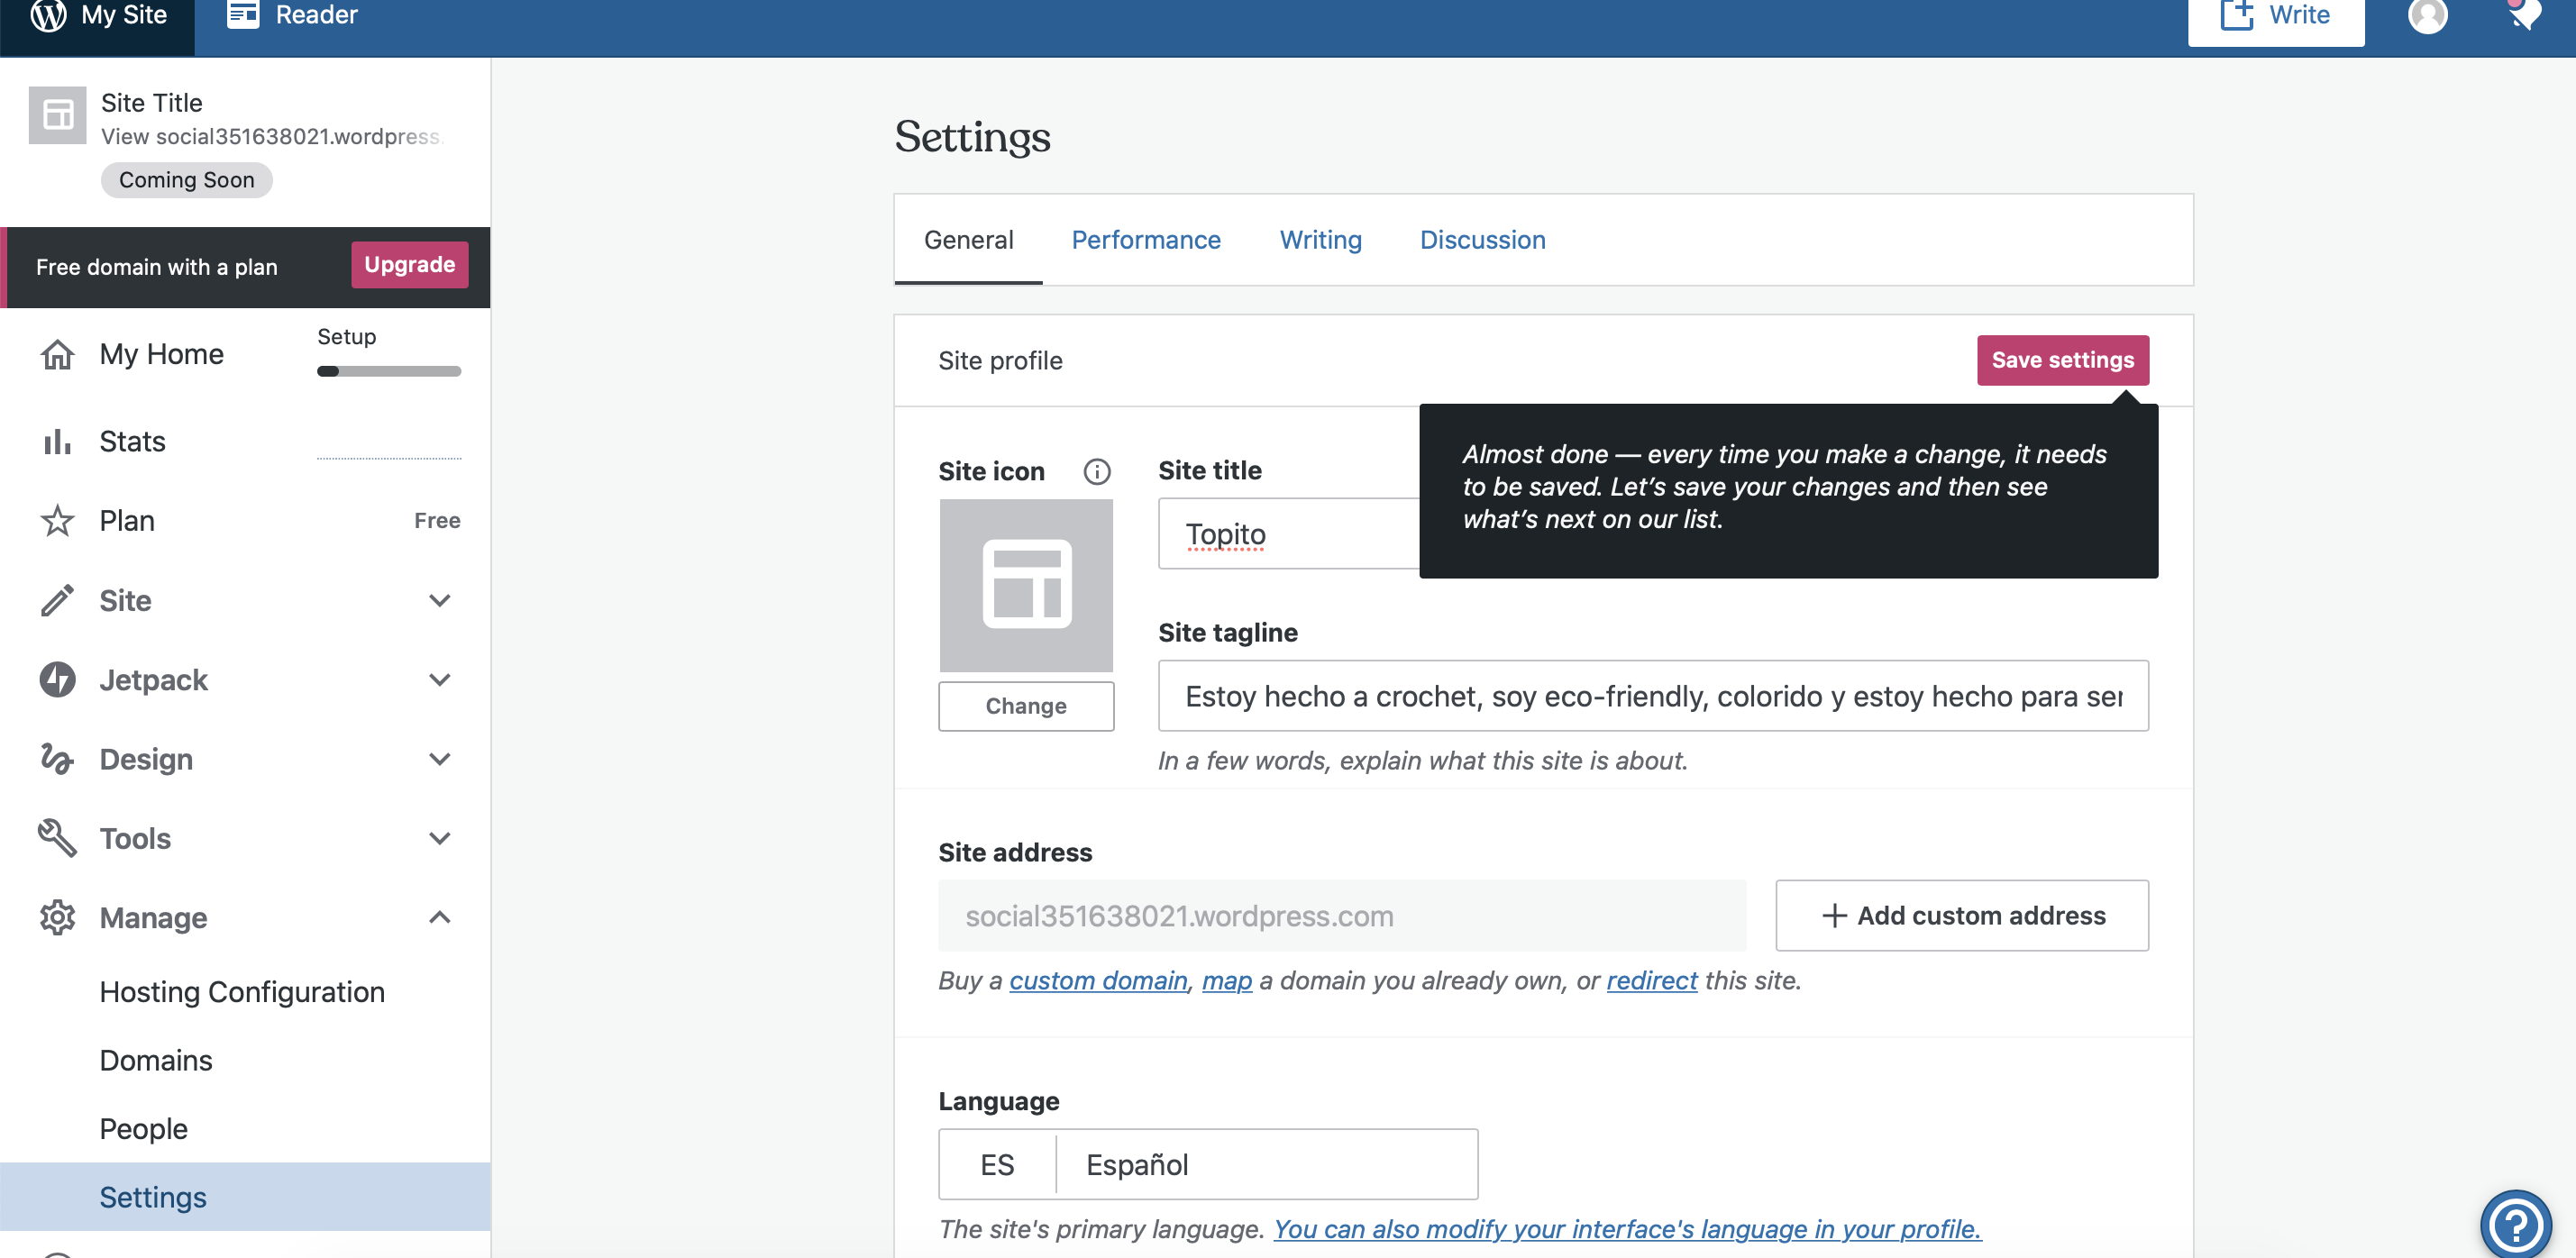 My Site
Reader
Write
Site Title
View social351638021.wordpress.
Coming Soon
Free domain with a plan
Upgrade
My Home
Setup
Stats
Plan
Free
Site
Jetpack
Design
Tools
Manage
Hosting Configuration
Domains
People
Settings
Settings
General
Performance
Writing
Discussion
Site profile
Save settings
Almost done — every time you make a change, it needs
to be saved. Let’s save your changes and then see
what’s next on our list.
Site icon
Site title
Topito
Change
Site tagline
Estoy hecho a crochet, soy eco-friendly, colorido y estoy hecho para ser
In a few words, explain what this site is about.
Site address
social351638021.wordpress.com
+ Add custom address
Buy a custom domain, map a domain you already own, or redirect this site.
Language
ES
Español
The site's primary language. You can also modify your interface's language in your profile.